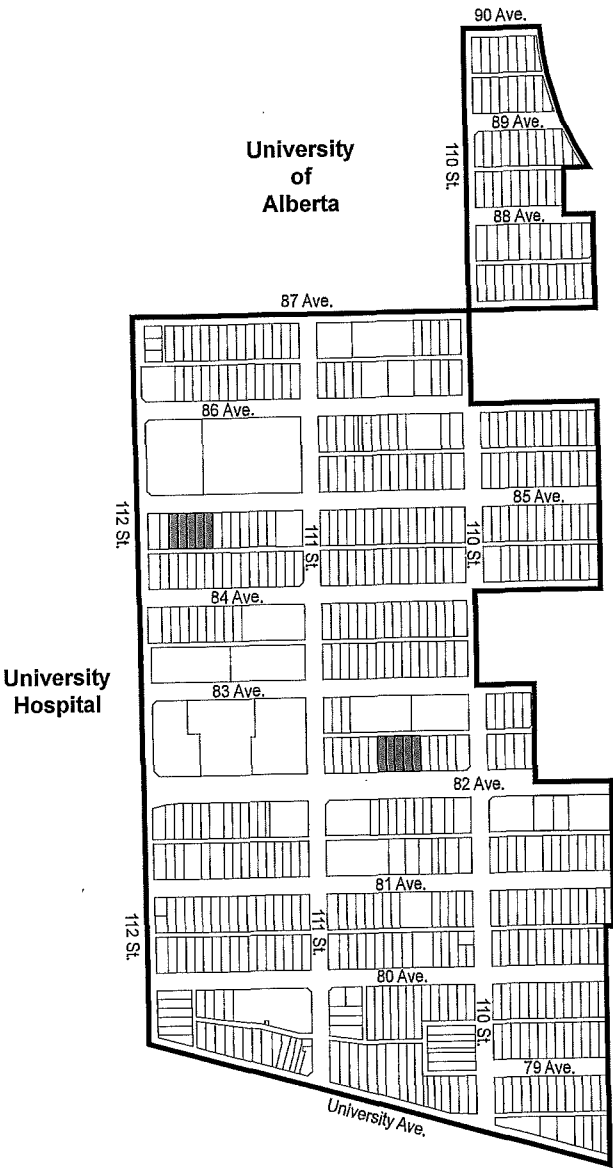 90 Ave.
University
of
Alberta
89 Ave.
110 St.
88 Ave.
87 Ave.
86 Ave.
85 Ave.
112 St.
111 St.
110 St.
84 Ave.
University
Hospital
83 Ave.
82 Ave.
81 Ave.
112 St.
111 St.
80 Ave.
110 St.
79 Ave.
University Ave.